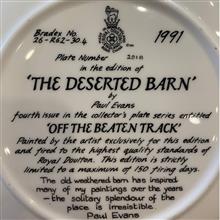 Bradex No.
26-R62-30.4
1991
Plate Number 2018
in the edition of
'THE DESERTED BARN'
by
Paul Evans
fourth issue in the collector's plate series entitled
'OFF THE BEATEN TRACK'
Painted by the artist exclusively for this edition
and fired to the highest quality standards of
Royal Doulton. This edition is strictly
limited to a maximum of 150 firing days.
The old weathered barn has inspired
many of my paintings over the years
— the solitary splendour of the
place is irresistible.
Paul Evans